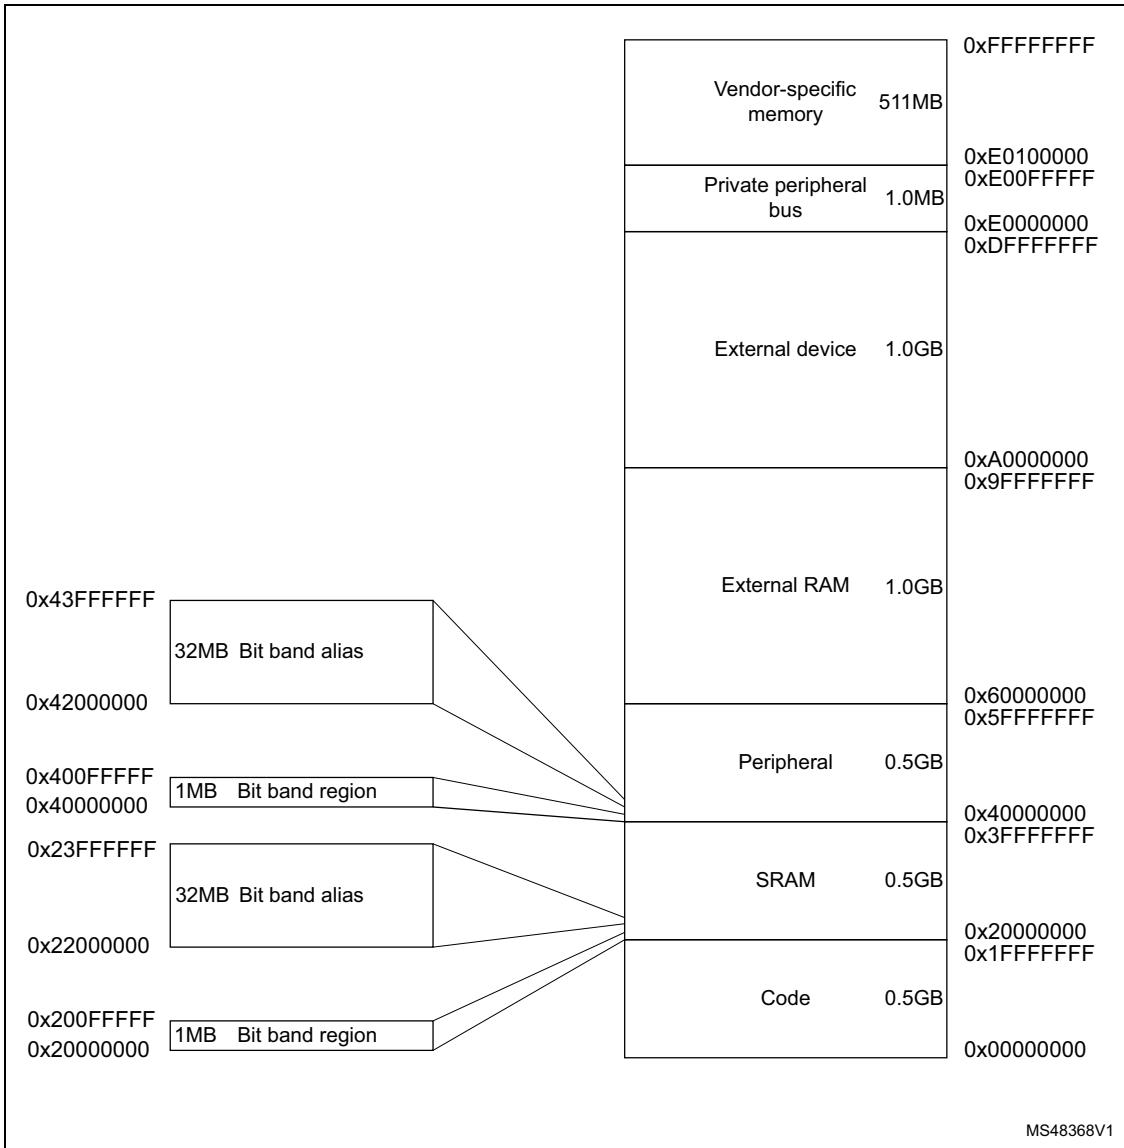 0xFFFFFFFF
Vendor-specific
memory
511MB
0xE0100000
0xE00FFFFF
Private peripheral
bus
1.0MB
0xE0000000
0xDFFFFFFF
External device 1.0GB
0xA0000000
0x9FFFFFFF
External RAM 1.0GB
0x43FFFFFF
32MB Bit band alias
0x42000000
0x60000000
0x5FFFFFFF
Peripheral 0.5GB
0x400FFFFF
1MB Bit band region
0x40000000
0x40000000
0x3FFFFFFF
0x23FFFFFF
32MB Bit band alias
SRAM 0.5GB
0x22000000
0x20000000
0x1FFFFFFF
Code 0.5GB
0x200FFFFF
1MB Bit band region
0x20000000
0x00000000
MS48368V1